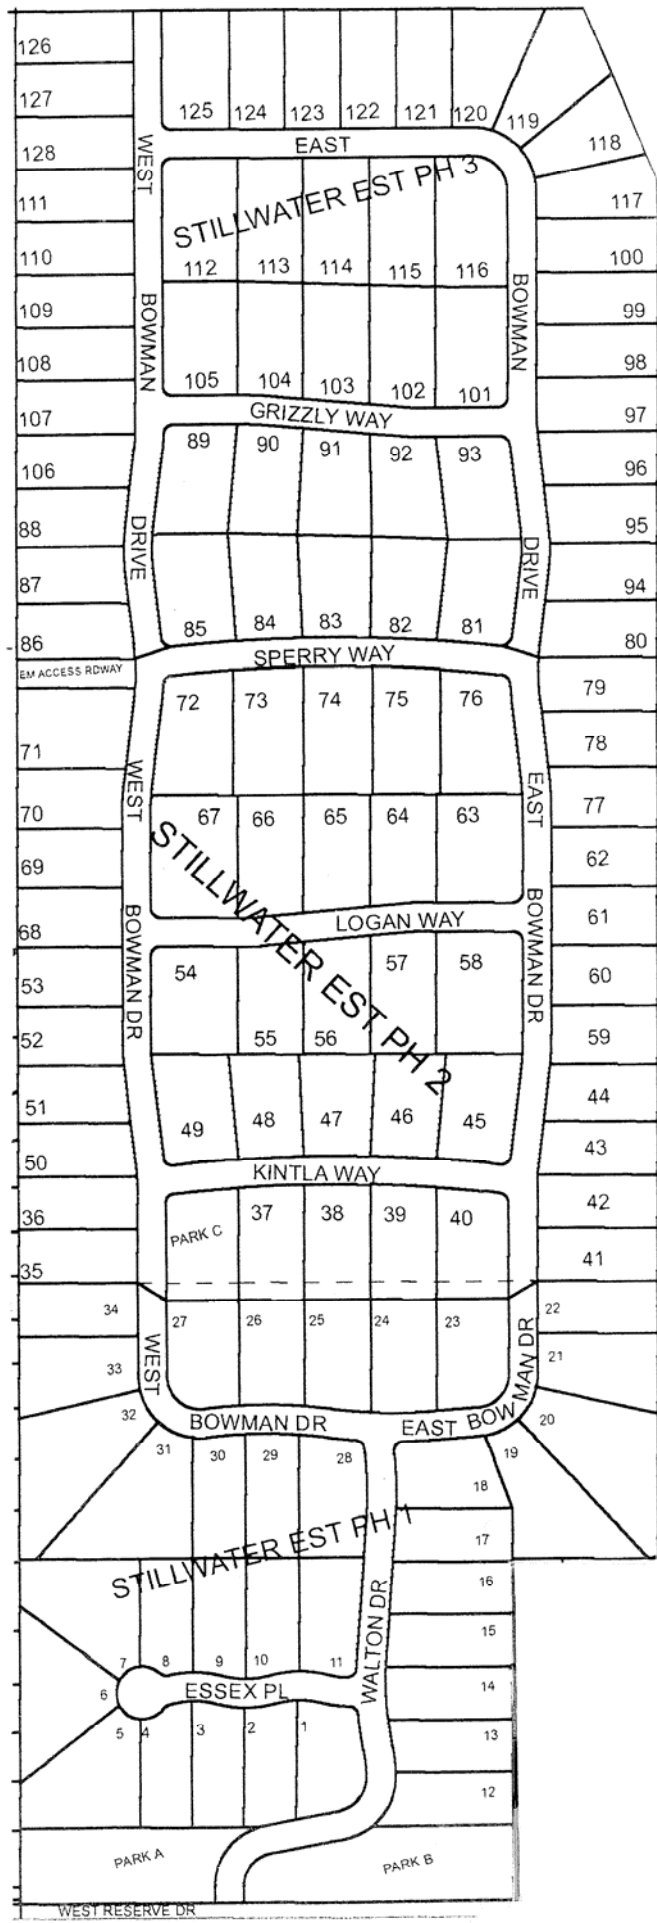 126
127
128
111
110
109
108
107
106
88
87
86
EM ACCESS RDWAY
71
70
69
68
53
52
51
50
36
35
34
33
32
125 124 123 122 121 120 119
118
117
100
99
98
97
96
95
94
80
79
78
77
62
61
60
59
44
43
42
41
22
21
20
19
WEST
BOWMAN
DRIVE
EAST
BOWMAN
DRIVE
STILLWATER EST PH 3
112 113 114 115 116
105 104 103 102 101
GRIZZLY WAY
89 90 91 92 93
85 84 83 82 81
SPERRY WAY
72 73 74 75 76
WEST
BOWMAN DR
EAST
BOWMAN DR
67 66 65 64 63
STILLWATER EST PH 2
LOGAN WAY
54 55 56 57 58
49 48 47 46 45
KINTLA WAY
PARK C 37 38 39 40
27 26 25 24 23
WEST
BOWMAN DR
EAST BOWMAN DR
31 30 29 28
18
17
16
15
14
13
12
STILLWATER EST PH 1
WALTON DR
7 8 9 10 11
6
ESSEX PL
5 4 3 2 1
PARK A
PARK B
WEST RESERVE DR